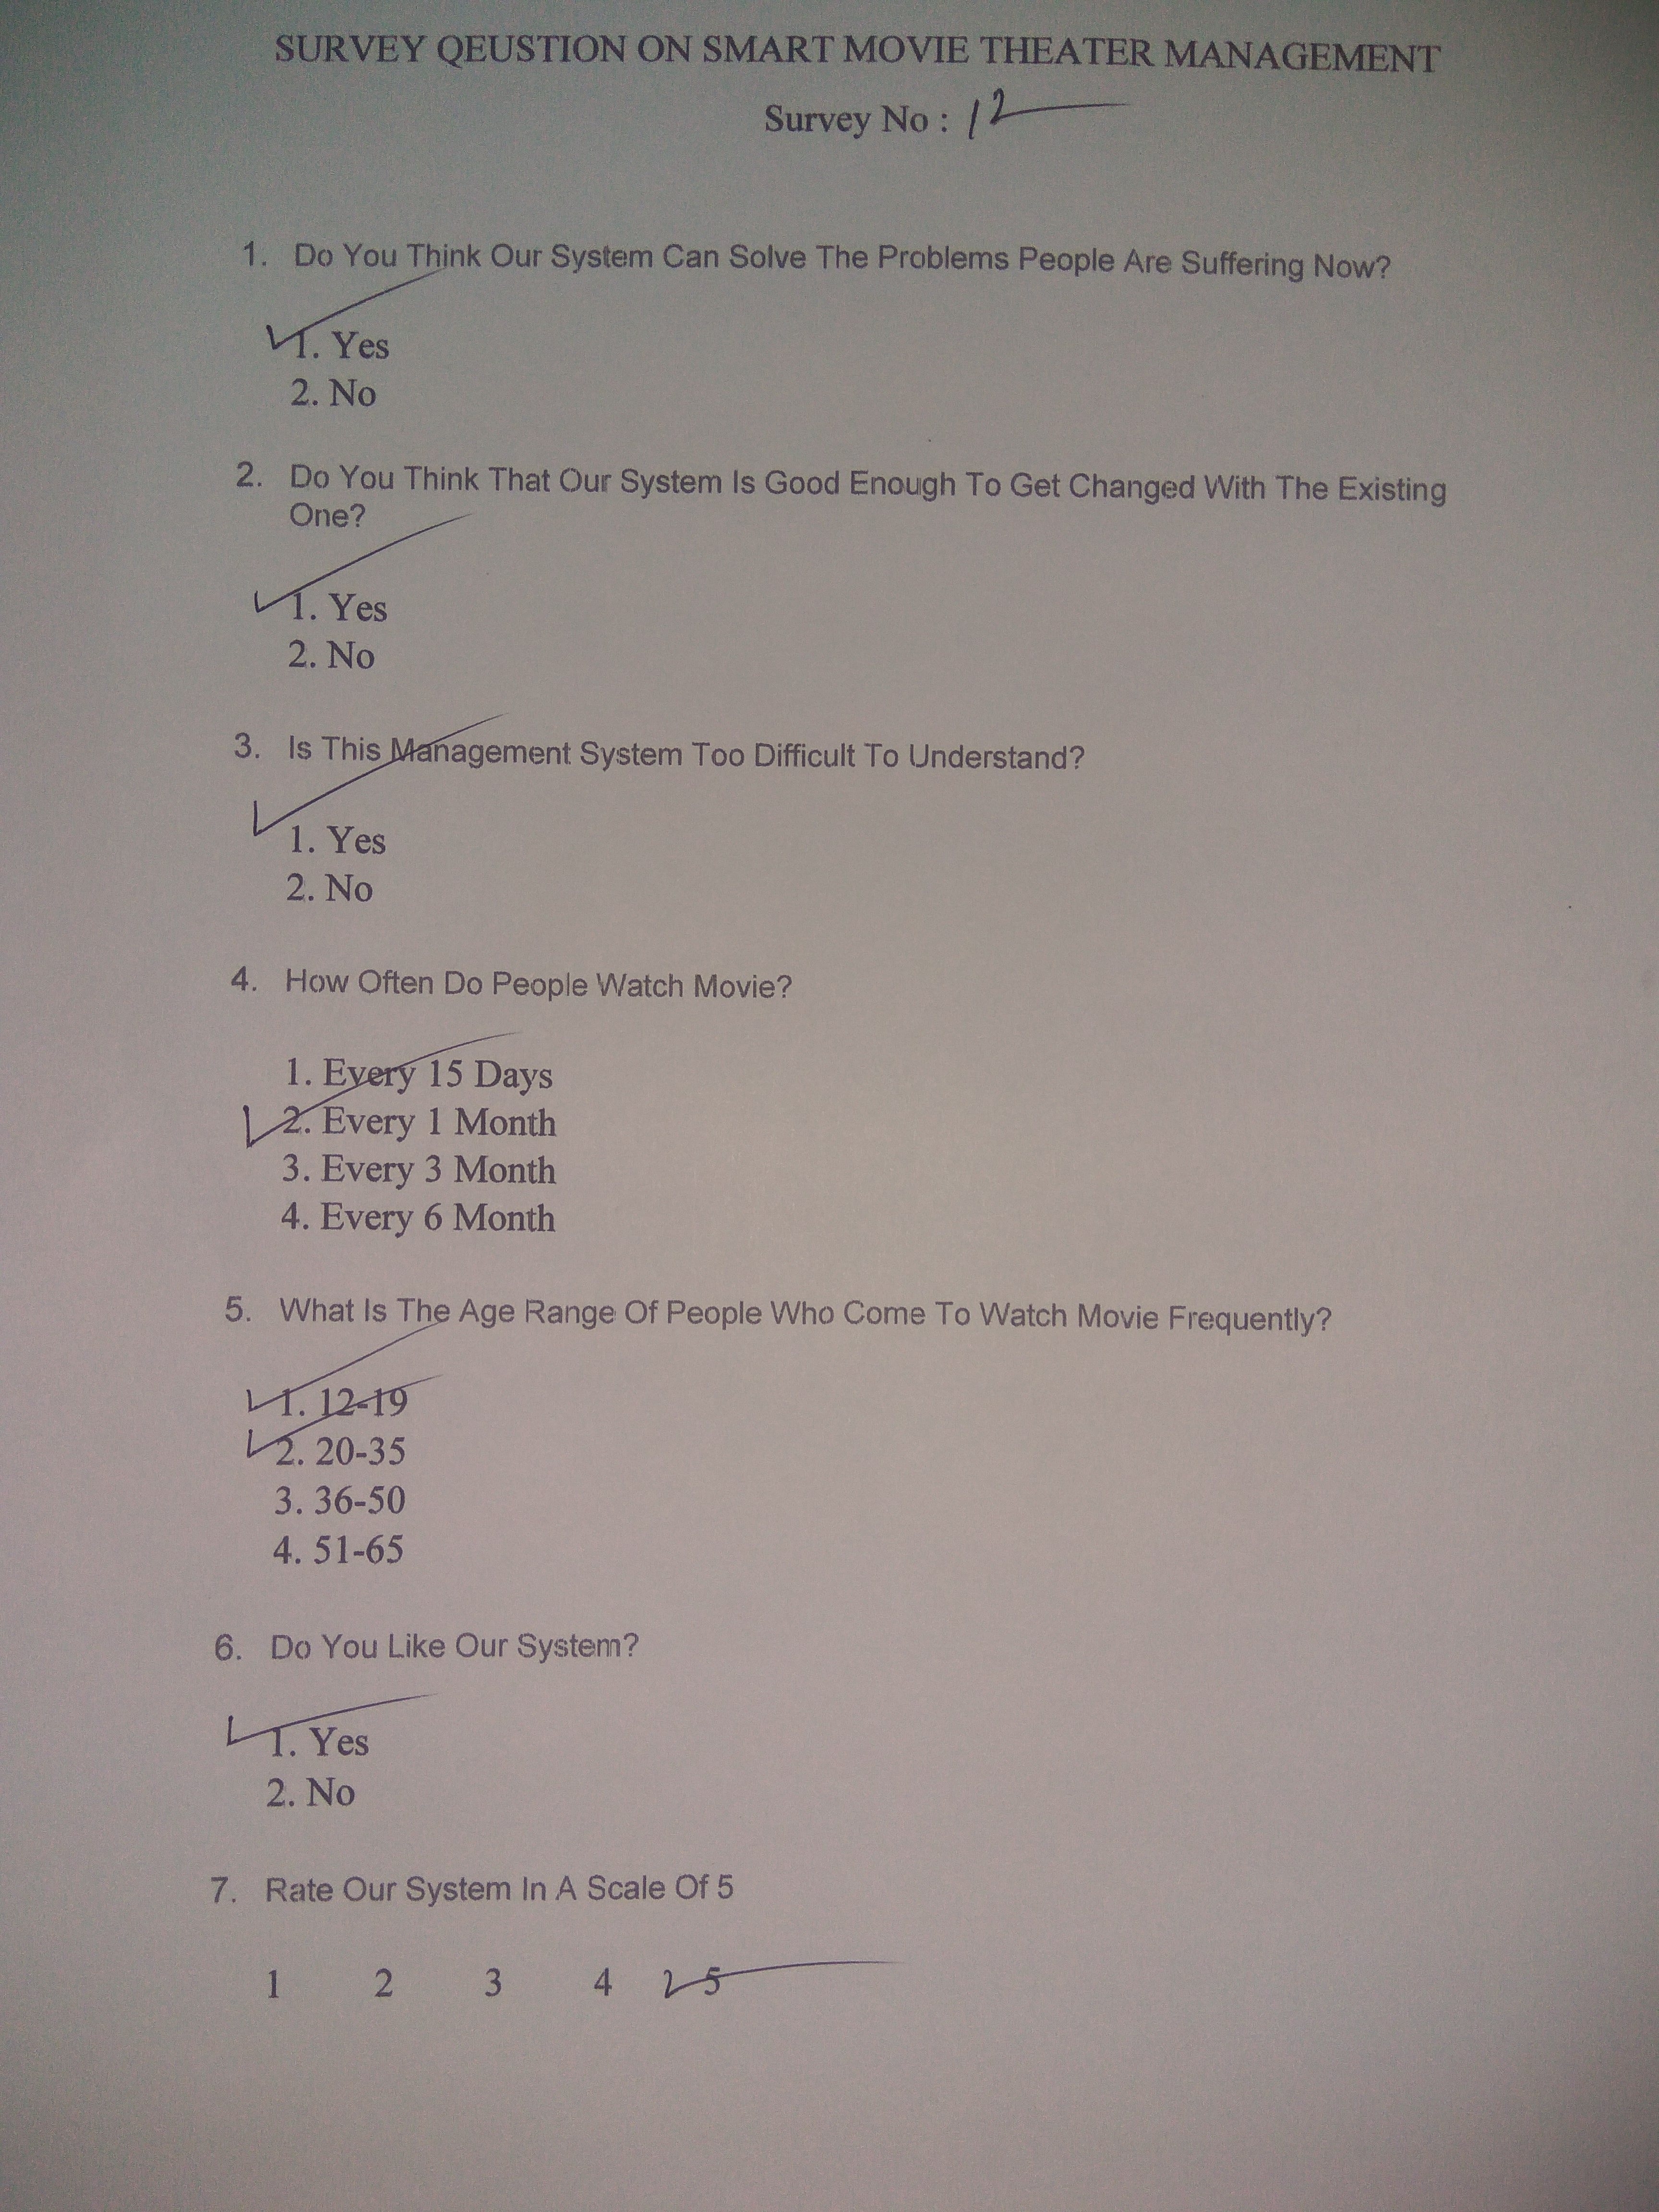 SURVEY QEUSTION ON SMART MOVIE THEATER MANAGEMENT
Survey No : 12
1. Do You Think Our System Can Solve The Problems People Are Suffering Now?
1. Yes
2. No
2. Do You Think That Our System Is Good Enough To Get Changed With The Existing
One?
1. Yes
2. No
3. Is This Management System Too Difficult To Understand?
1. Yes
2. No
4. How Often Do People Watch Movie?
1. Every 15 Days
2. Every 1 Month
3. Every 3 Month
4. Every 6 Month
5. What Is The Age Range Of People Who Come To Watch Movie Frequently?
1. 12-19
2. 20-35
3. 36-50
4. 51-65
6. Do You Like Our System?
1. Yes
2. No
7. Rate Our System In A Scale Of 5
1 2 3 4 5